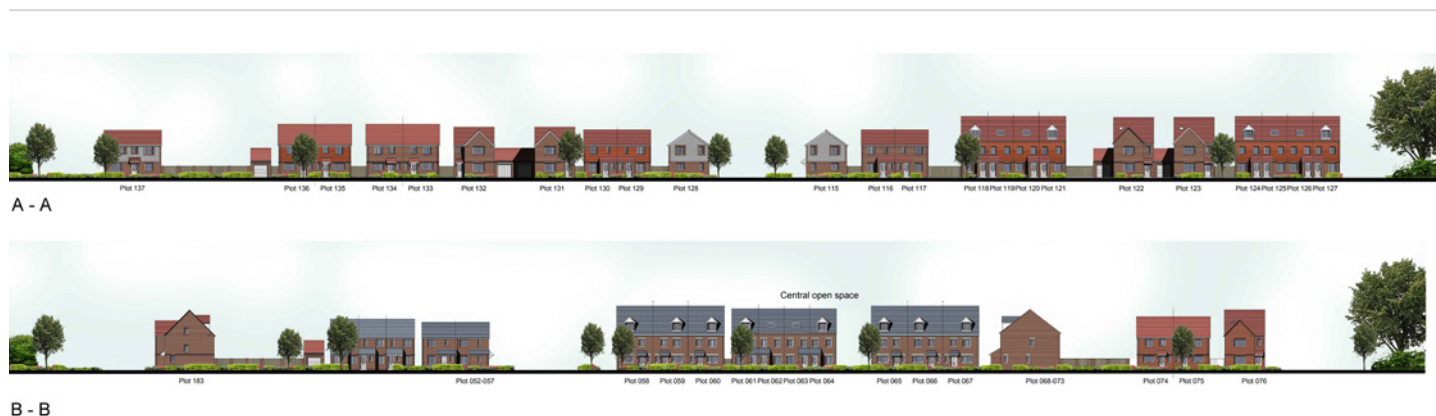 Plot 137 Plot 136 Plot 135 Plot 134 Plot 133 Plot 132 Plot 131 Plot 130 Plot 129 Plot 128 Plot 115 Plot 116 Plot 117 Plot 118 Plot 119 Plot 120 Plot 121 Plot 122 Plot 123 Plot 124 Plot 125 Plot 126 Plot 127
A - A
Central open space
Plot 183 Plot 052-057 Plot 058 Plot 059 Plot 060 Plot 061 Plot 062 Plot 063 Plot 064 Plot 065 Plot 066 Plot 067 Plot 068-073 Plot 074 Plot 075 Plot 076
B - B